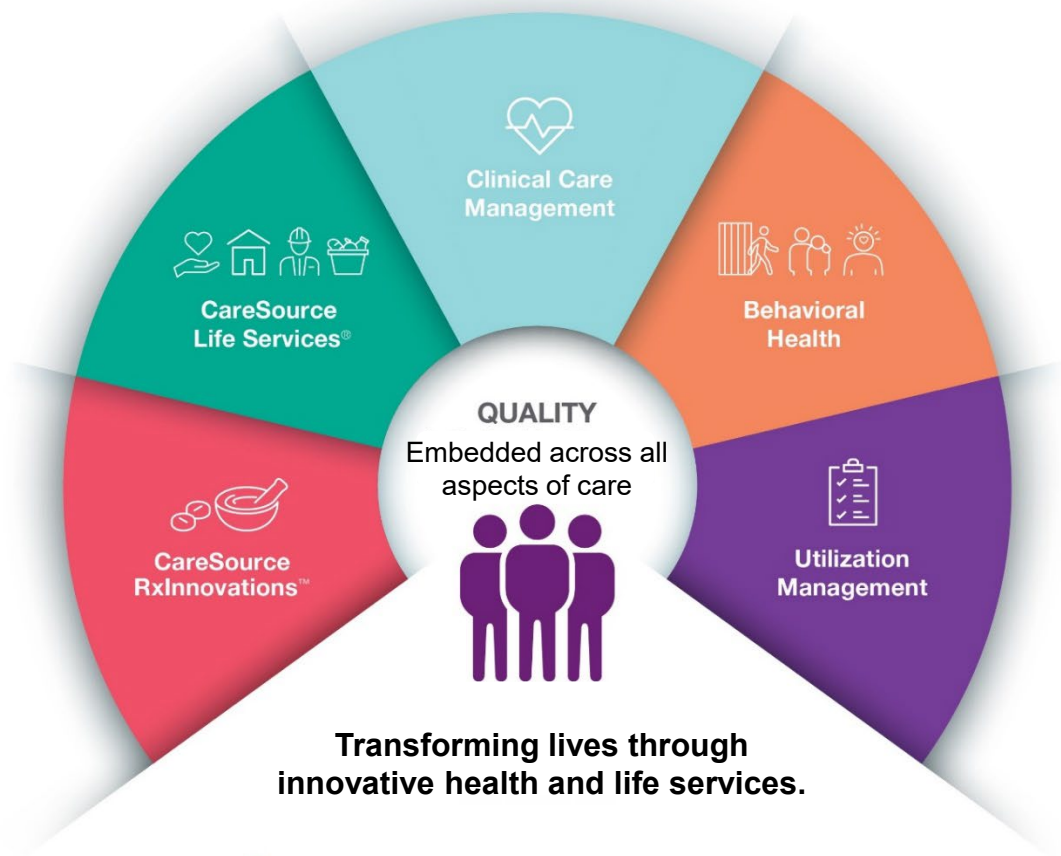 Clinical Care
Management
CareSource
Life Services®
Behavioral
Health
QUALITY
Embedded across all
aspects of care
CareSource
RxInnovations™
Utilization
Management
Transforming lives through
innovative health and life services.